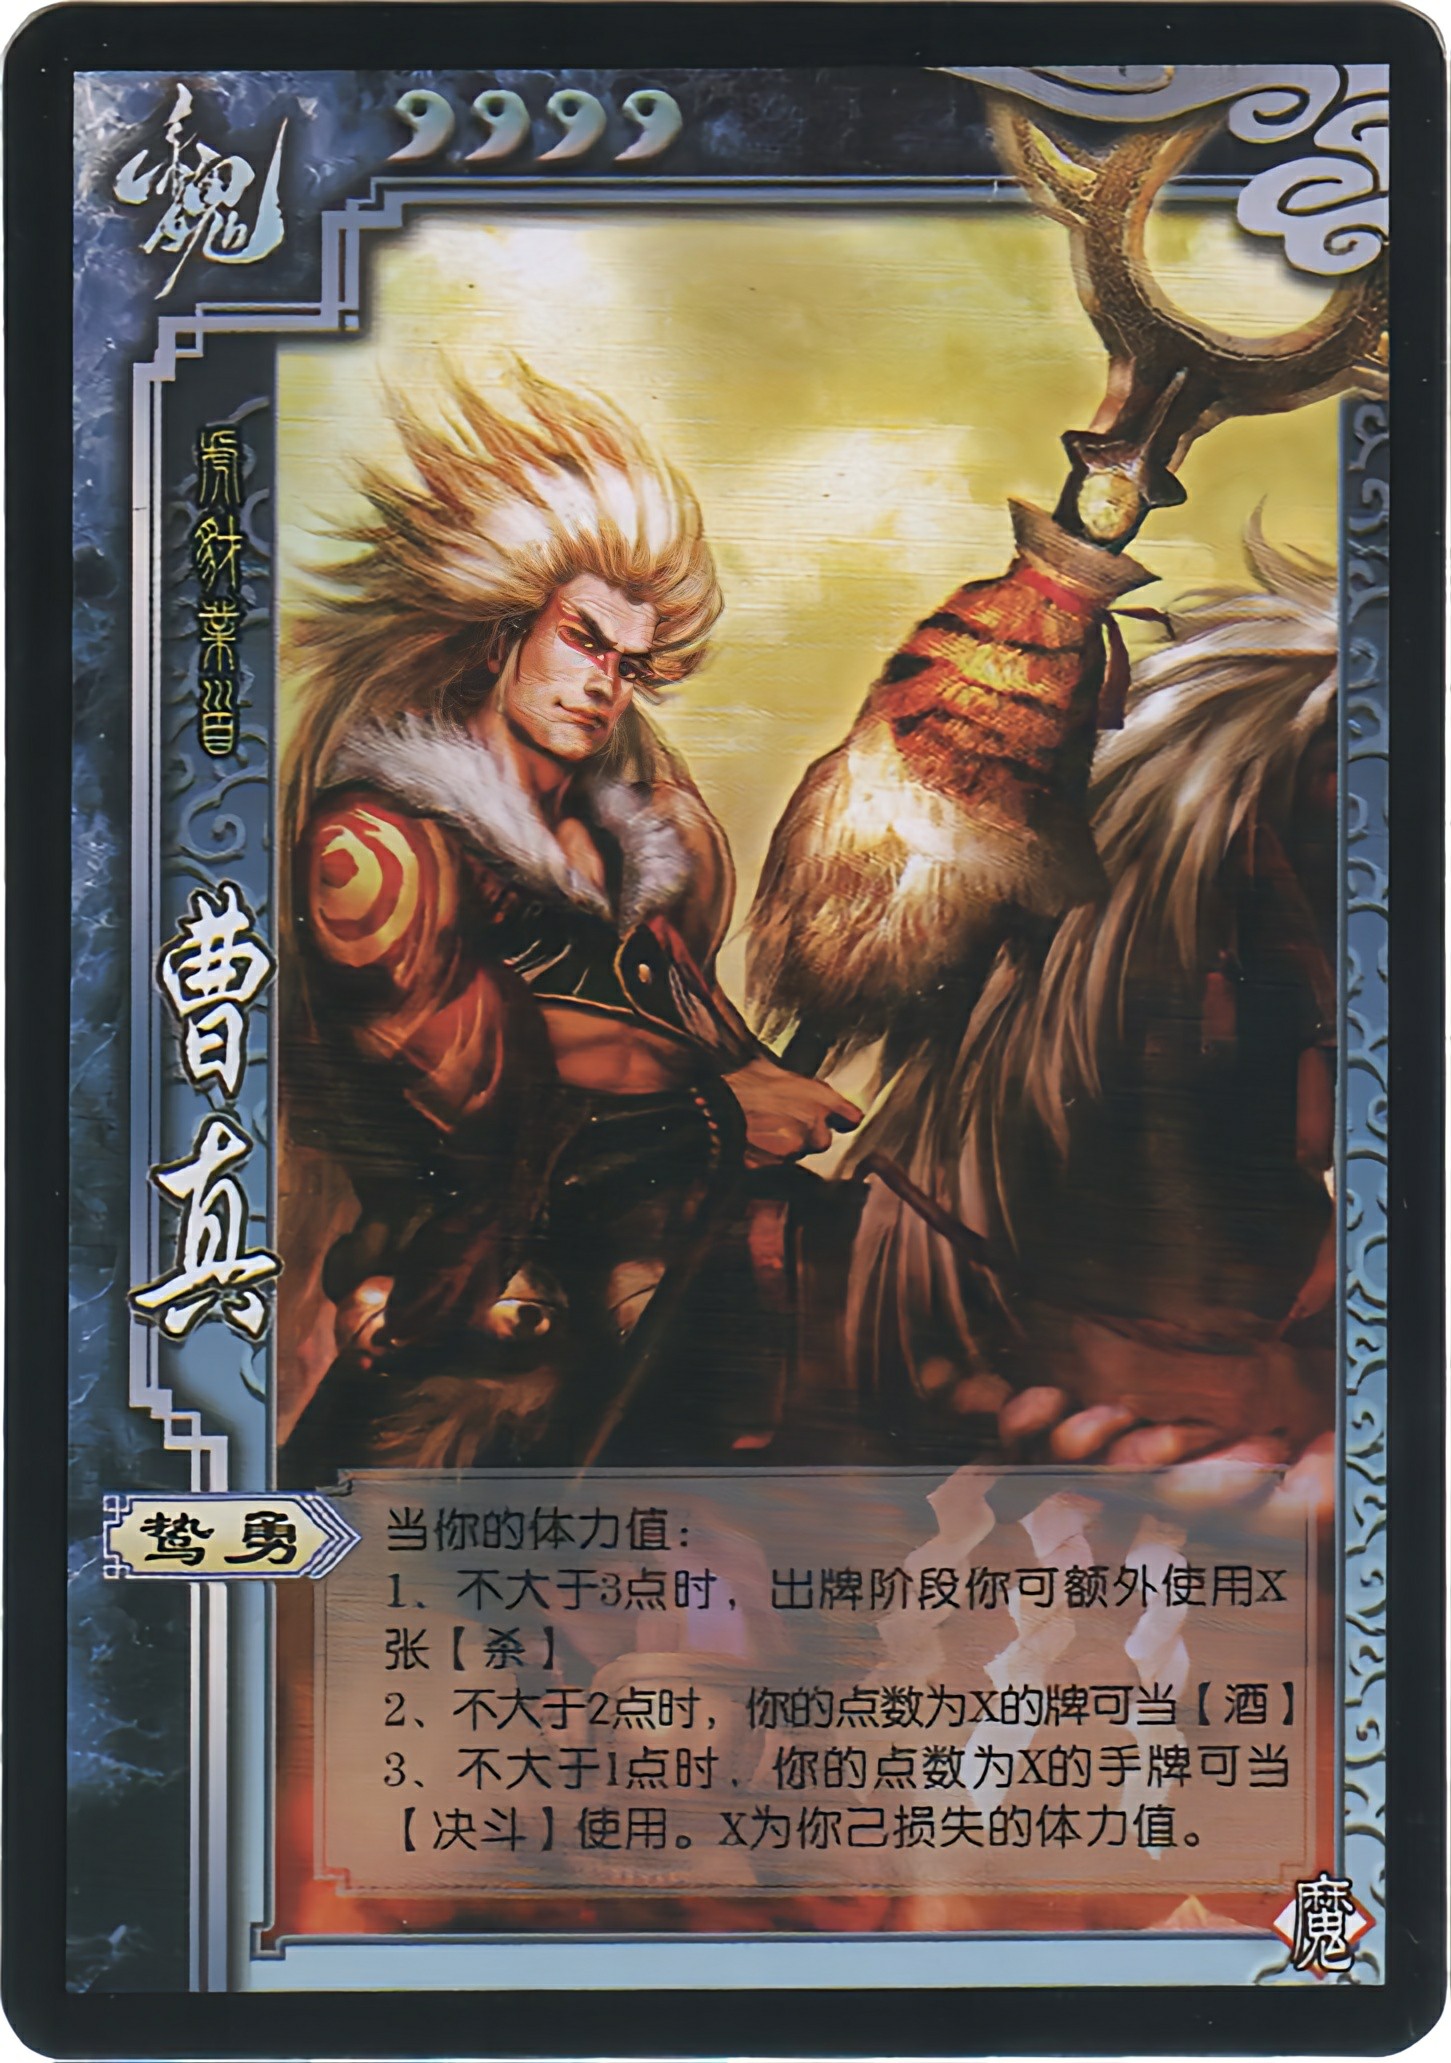 魏
曹真
鸷勇
当你的体力值：
1、不大于3点时，出牌阶段你可额外使用X
张【杀】
2、不大于2点时，你的点数为X的牌可当【酒】
3、不大于1点时，你的点数为X的手牌可当
【决斗】使用。X为你已损失的体力值。
魔